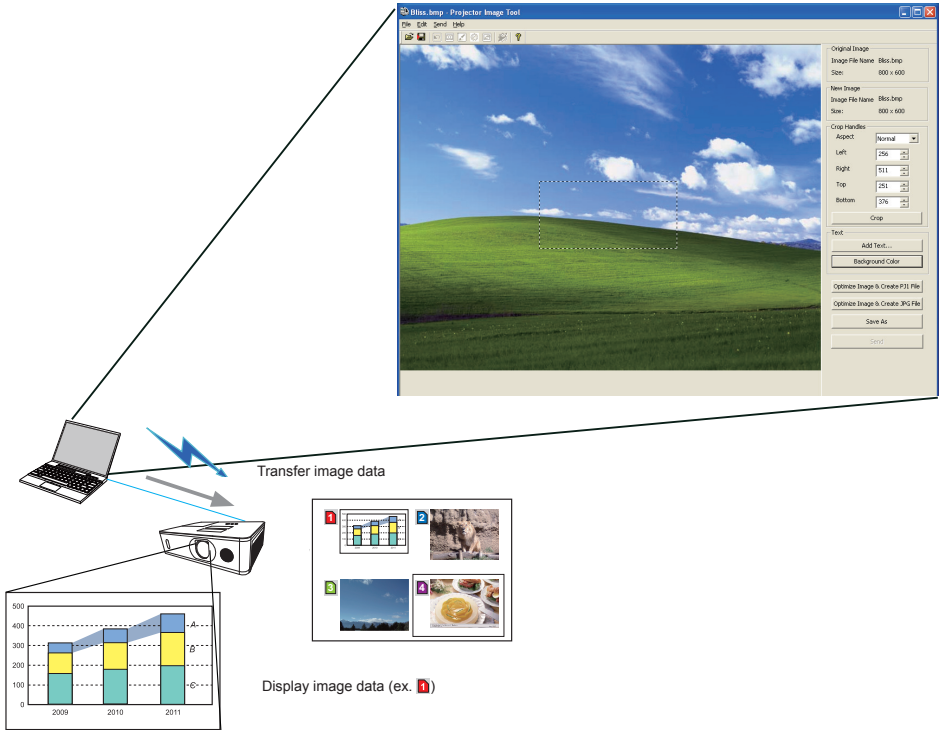 Bliss.bmp - Projector Image Tool
File Edit Send Help
Original Image
Image File Name Bliss.bmp
Size: 800 x 600
New Image
Image File Name Bliss.bmp
Size: 800 x 600
Crop Handles
Aspect Normal
Left 256
Right 511
Top 251
Bottom 376
Crop
Text
Add Text...
Background Color
Optimize Image & Create PJ1 File
Optimize Image & Create JPG File
Save As
Send
Transfer image data
1
2
3
4
500
400
300
200
100
0
A
B
C
2009 2010 2011
Display image data (ex. 1)